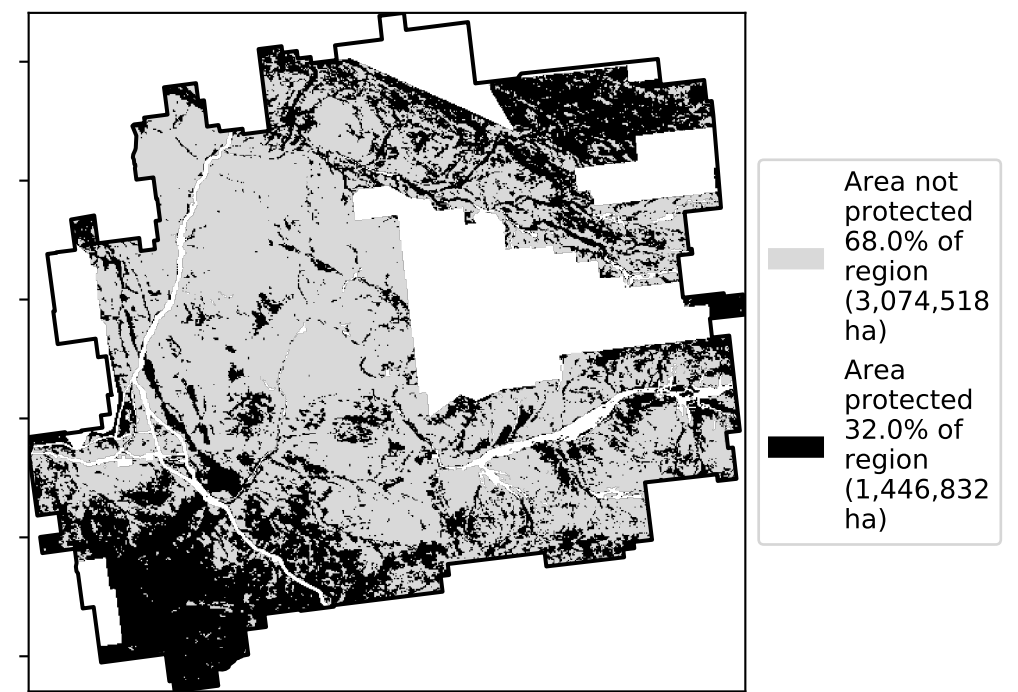 Area not
protected
68.0% of
region
(3,074,518
ha)
Area
protected
32.0% of
region
(1,446,832
ha)